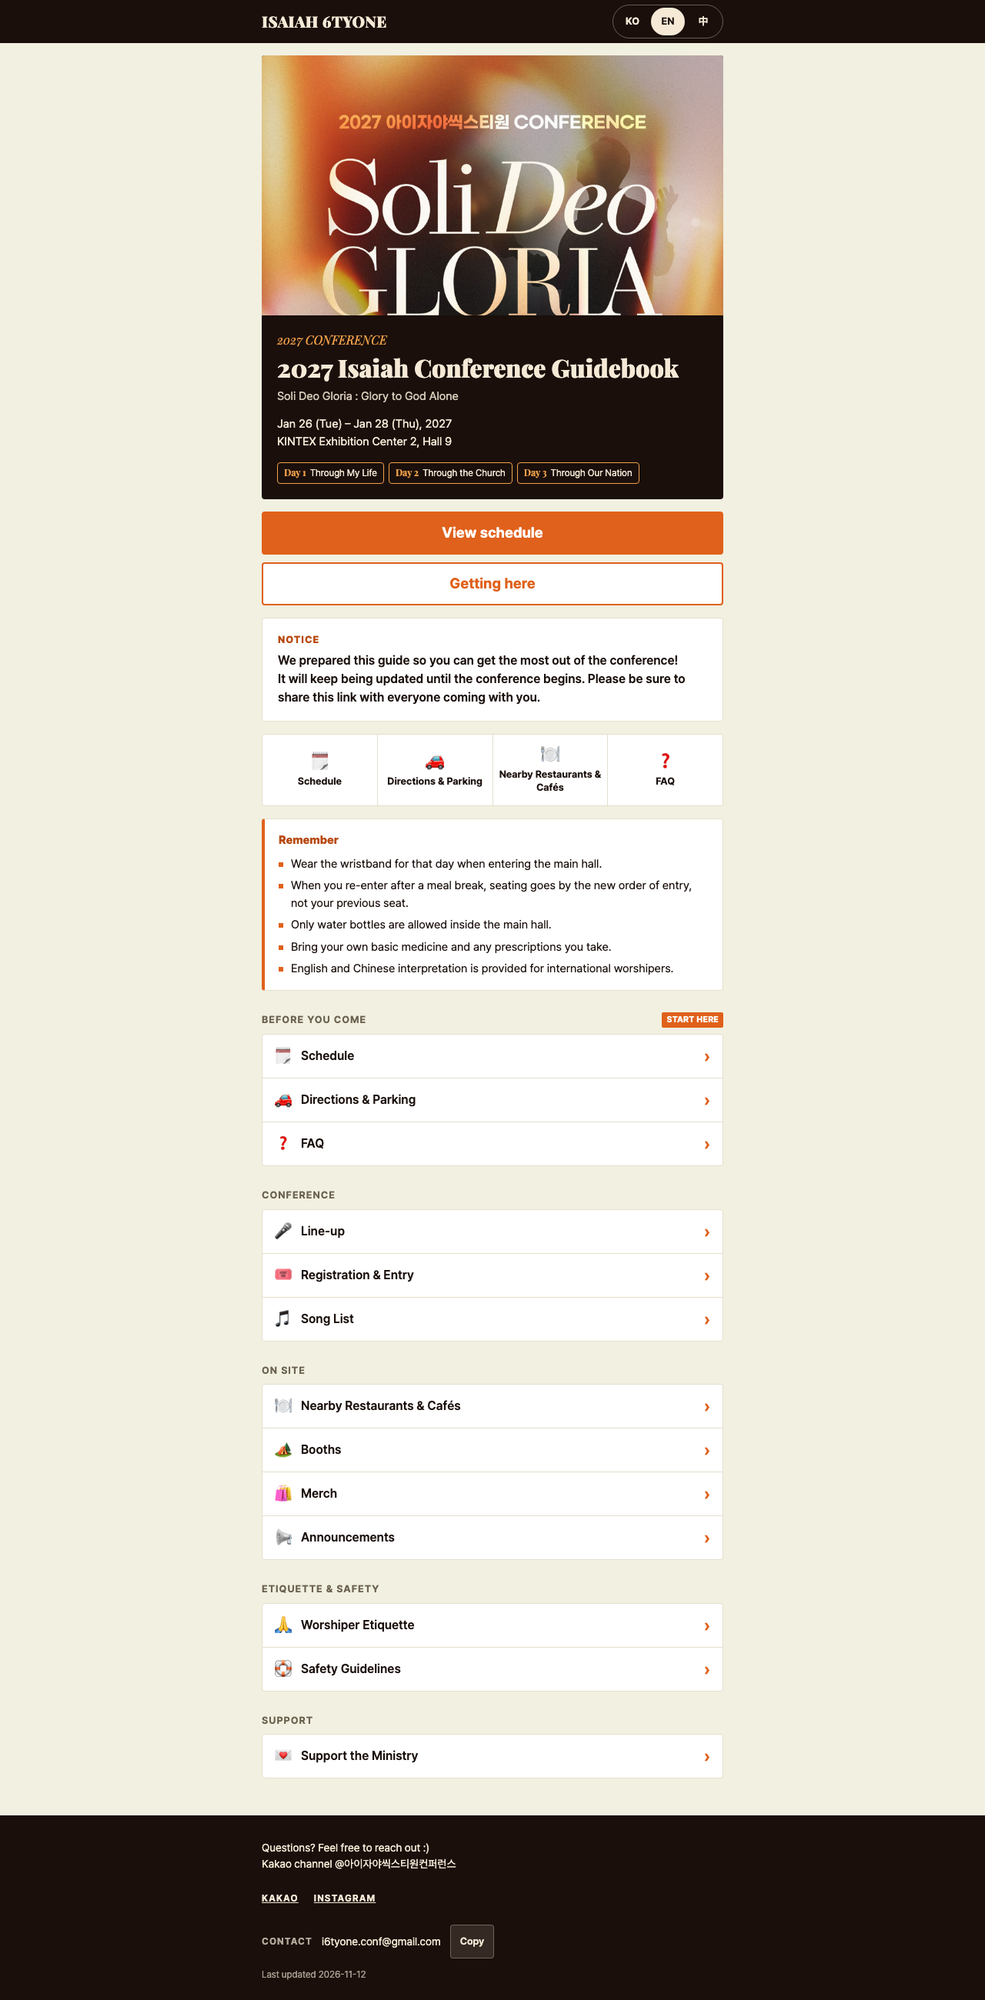 ISAIAH 6TYONE
KO EN 中
2027 아이자야씩스티원 CONFERENCE
Soli Deo
GLORIA
2027 CONFERENCE
2027 Isaiah Conference Guidebook
Soli Deo Gloria : Glory to God Alone
Jan 26 (Tue) – Jan 28 (Thu), 2027
KINTEX Exhibition Center 2, Hall 9
Day 1 Through My Life Day 2 Through the Church Day 3 Through Our Nation
View schedule
Getting here
NOTICE
We prepared this guide so you can get the most out of the conference!
It will keep being updated until the conference begins. Please be sure to
share this link with everyone coming with you.
Schedule
Directions & Parking
Nearby Restaurants &
Cafés
FAQ
Remember
Wear the wristband for that day when entering the main hall.
When you re-enter after a meal break, seating goes by the new order of entry,
not your previous seat.
Only water bottles are allowed inside the main hall.
Bring your own basic medicine and any prescriptions you take.
English and Chinese interpretation is provided for international worshipers.
BEFORE YOU COME START HERE
Schedule
Directions & Parking
FAQ
CONFERENCE
Line-up
Registration & Entry
Song List
ON SITE
Nearby Restaurants & Cafés
Booths
Merch
Announcements
ETIQUETTE & SAFETY
Worshiper Etiquette
Safety Guidelines
SUPPORT
Support the Ministry
Questions? Feel free to reach out :)
Kakao channel @아이자야씩스티원컨퍼런스
KAKAO INSTAGRAM
CONTACT i6tyone.conf@gmail.com Copy
Last updated 2026-11-12